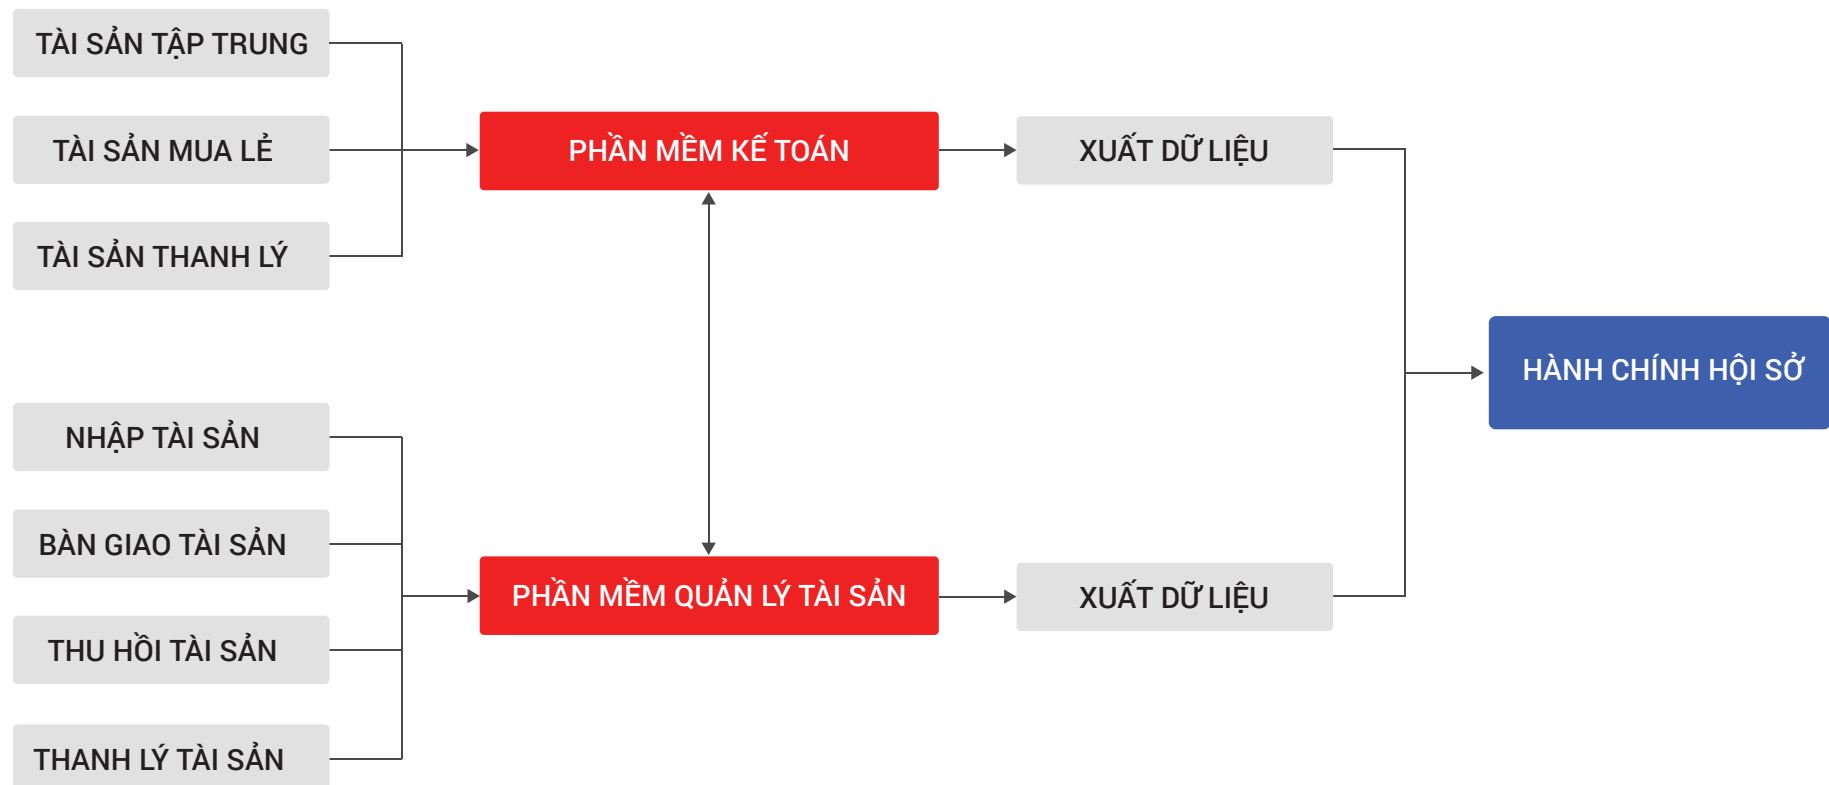 TÀI SẢN TẬP TRUNG
TÀI SẢN MUA LẺ
TÀI SẢN THANH LÝ
PHẦN MỀM KẾ TOÁN
XUẤT DỮ LIỆU
HÀNH CHÍNH HỘI SỞ
NHẬP TÀI SẢN
BÀN GIAO TÀI SẢN
THU HỒI TÀI SẢN
THANH LÝ TÀI SẢN
PHẦN MỀM QUẢN LÝ TÀI SẢN
XUẤT DỮ LIỆU